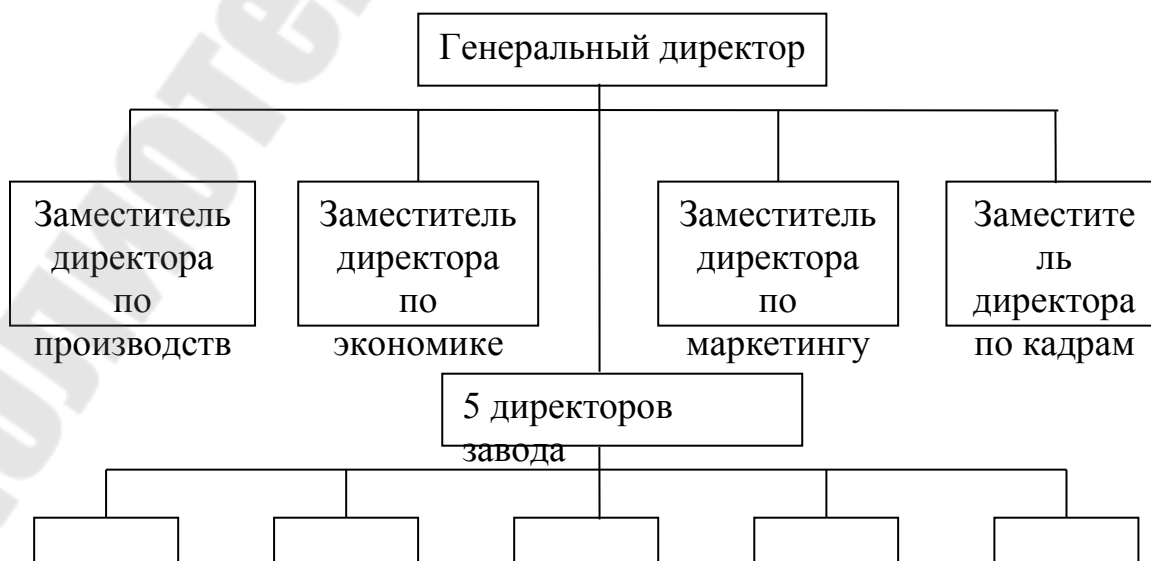 Генеральный директор
Заместитель
директора
по
производств
Заместитель
директора
по
экономике
Заместитель
директора
по
маркетингу
Заместите
ль
директора
по кадрам
5 директоров
завода